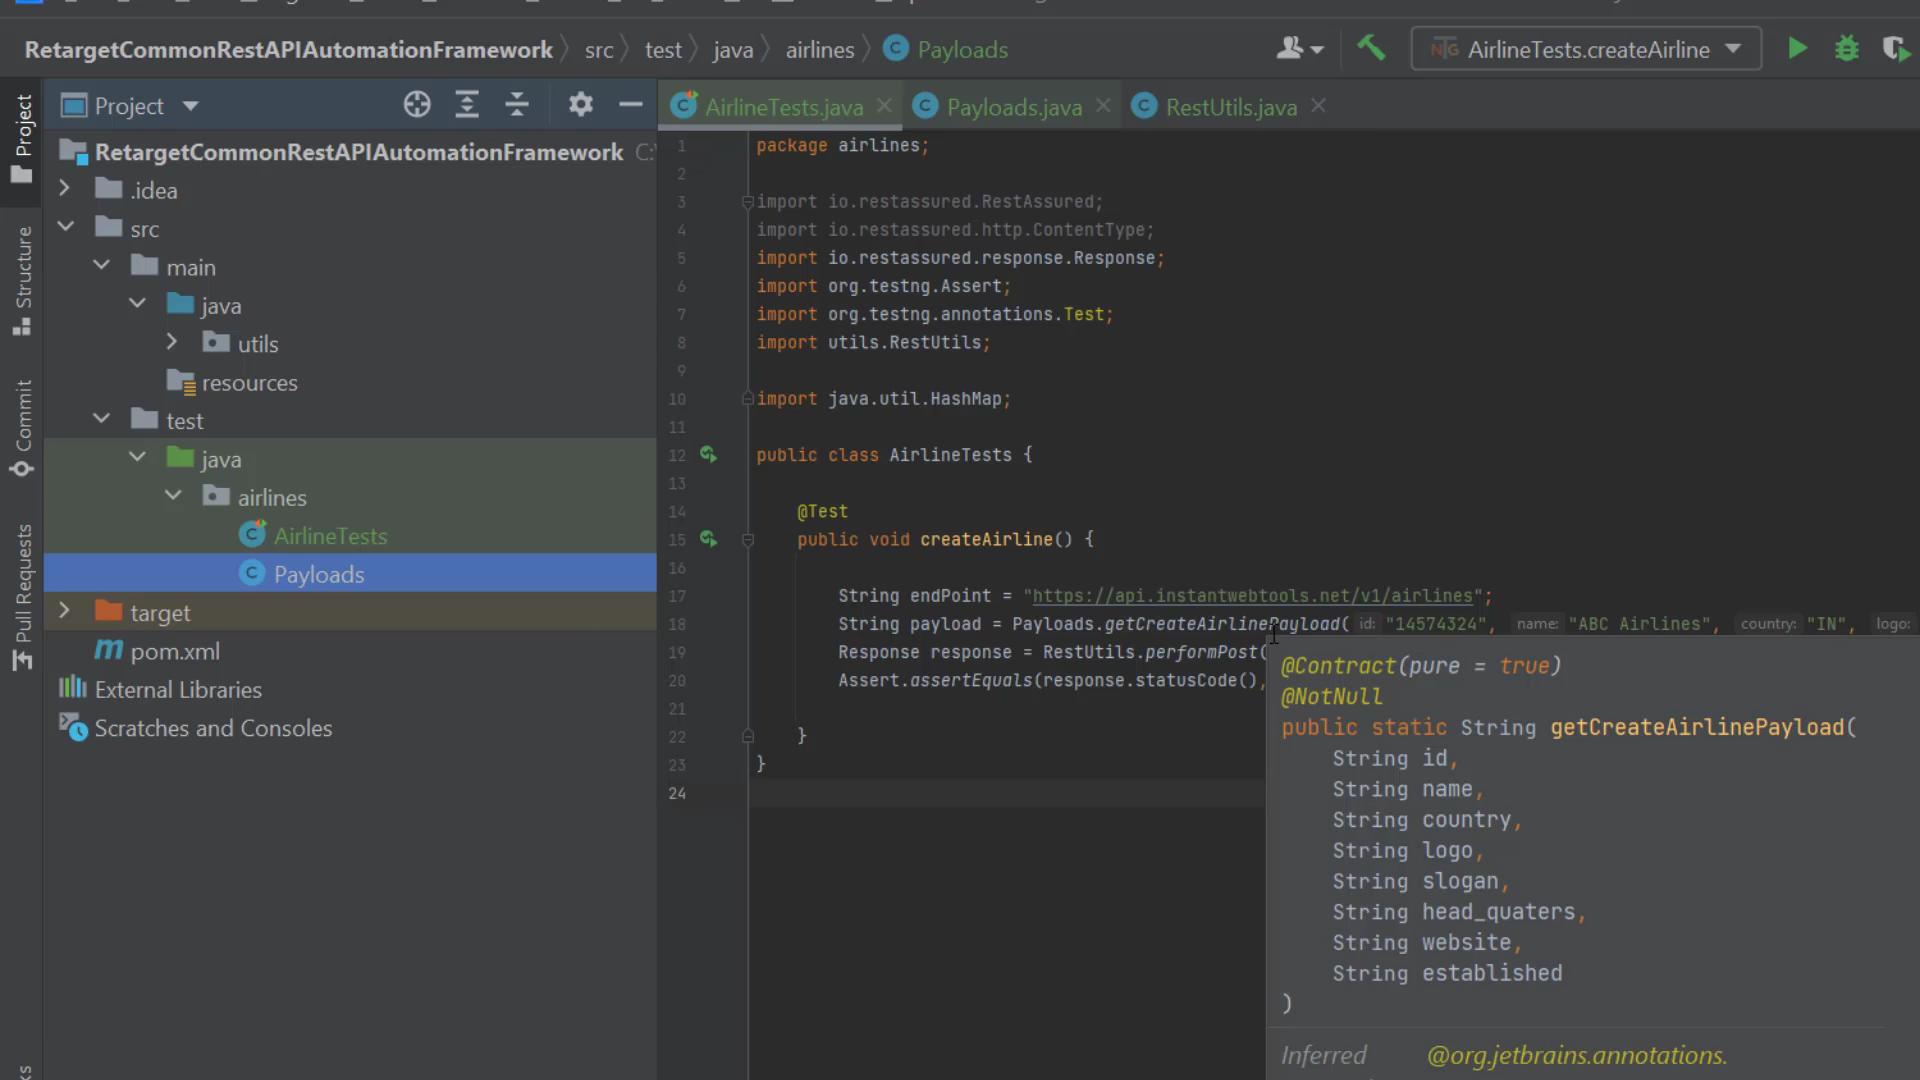 RetargetCommonRestAPIAutomationFramework src test java airlines Payloads AirlineTests.createAirline
Project
AirlineTests.java Payloads.java RestUtils.java
Project
Structure
Commit
Pull Requests
RetargetCommonRestAPIAutomationFramework C:\
.idea
src
main
java
utils
resources
test
java
airlines
AirlineTests
Payloads
target
pom.xml
External Libraries
Scratches and Consoles
1 package airlines;
2
3 import io.restassured.RestAssured;
4 import io.restassured.http.ContentType;
5 import io.restassured.response.Response;
6 import org.testng.Assert;
7 import org.testng.annotations.Test;
8 import utils.RestUtils;
9
10 import java.util.HashMap;
11
12 public class AirlineTests {
13
14 @Test
15 public void createAirline() {
16
17 String endPoint = "https://api.instantwebtools.net/v1/airlines";
18 String payload = Payloads.getCreateAirlinePayload( id: "14574324", name: "ABC Airlines", country: "IN", logo:
19 Response response = RestUtils.performPost(
20 Assert.assertEquals(response.statusCode(),
21
22 }
23 }
24
@Contract(pure = true)
@NotNull
public static String getCreateAirlinePayload(
String id,
String name,
String country,
String logo,
String slogan,
String head_quaters,
String website,
String established
)
Inferred @org.jetbrains.annotations.